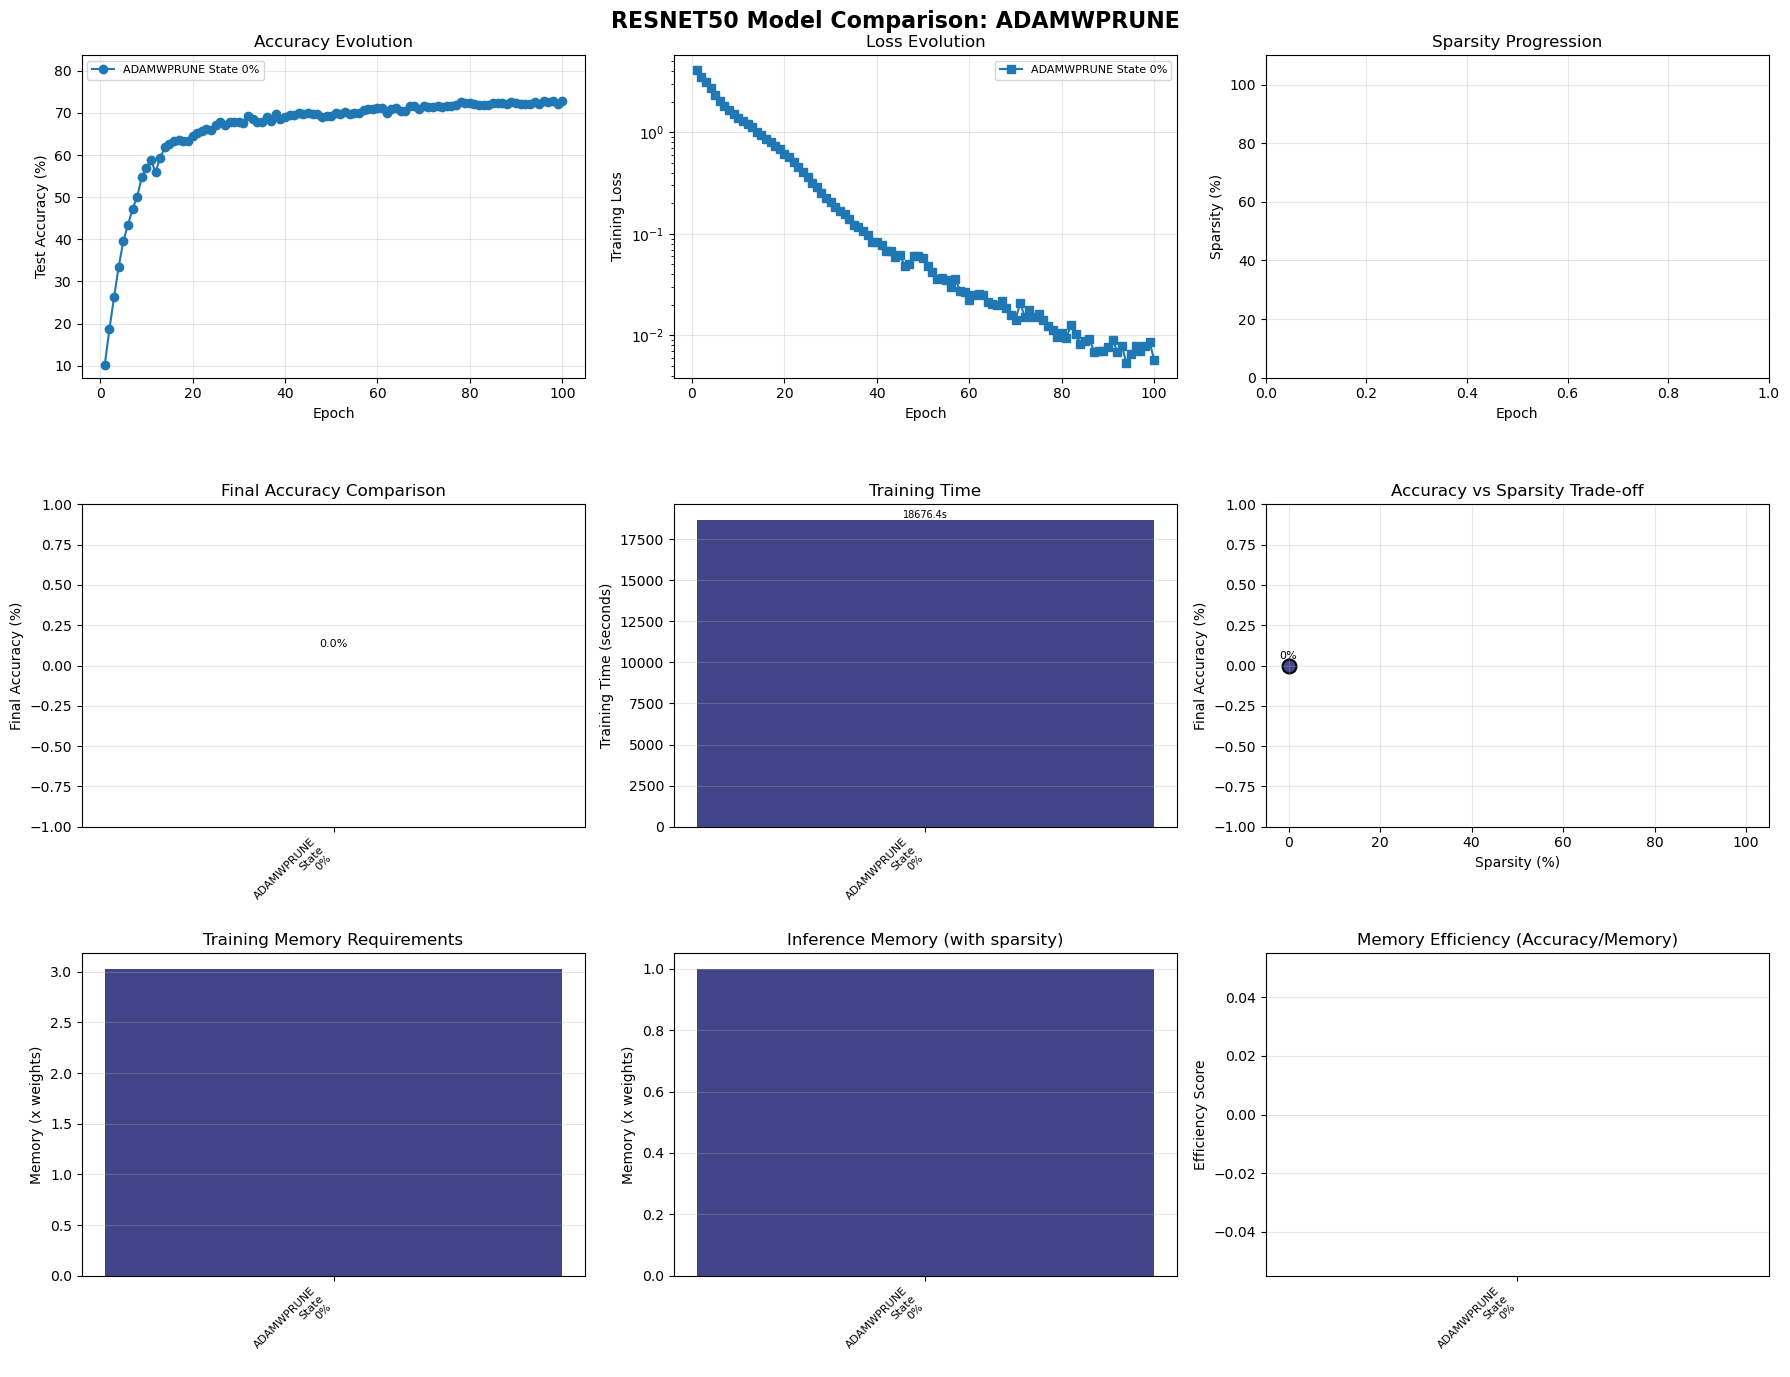 RESNET50 Model Comparison: ADAMWPRUNE
Accuracy Evolution
Test Accuracy (%)
80
70
60
50
40
30
20
10
ADAMWPRUNE State 0%
0 20 40 60 80 100
Epoch
Loss Evolution
Training Loss
10^0
10^-1
10^-2
ADAMWPRUNE State 0%
0 20 40 60 80 100
Epoch
Sparsity Progression
Sparsity (%)
100
80
60
40
20
0
0.0 0.2 0.4 0.6 0.8 1.0
Epoch
Final Accuracy Comparison
Final Accuracy (%)
1.00
0.75
0.50
0.25
0.00
−0.25
−0.50
−0.75
−1.00
0.0%
ADAMWPRUNE
State
0%
Training Time
Training Time (seconds)
17500
15000
12500
10000
7500
5000
2500
0
18676.4s
ADAMWPRUNE
State
0%
Accuracy vs Sparsity Trade-off
Final Accuracy (%)
1.00
0.75
0.50
0.25
0.00
−0.25
−0.50
−0.75
−1.00
0%
0 20 40 60 80 100
Sparsity (%)
Training Memory Requirements
Memory (x weights)
3.0
2.5
2.0
1.5
1.0
0.5
0.0
ADAMWPRUNE
State
0%
Inference Memory (with sparsity)
Memory (x weights)
1.0
0.8
0.6
0.4
0.2
0.0
ADAMWPRUNE
State
0%
Memory Efficiency (Accuracy/Memory)
Efficiency Score
0.04
0.02
0.00
−0.02
−0.04
ADAMWPRUNE
State
0%